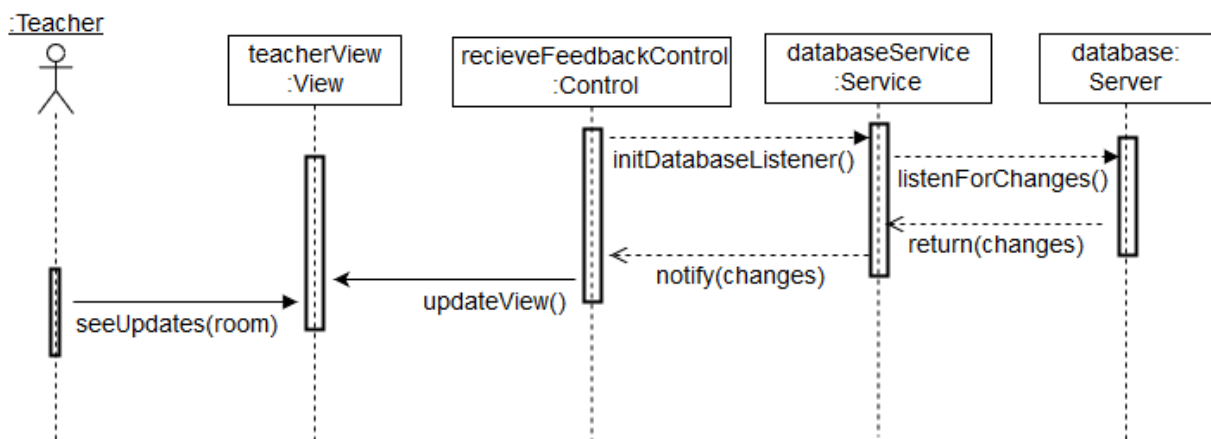 :Teacher
teacherView
:View
recieveFeedbackControl
:Control
databaseService
:Service
database:
Server
initDatabaseListener()
listenForChanges()
return(changes)
notify(changes)
updateView()
seeUpdates(room)